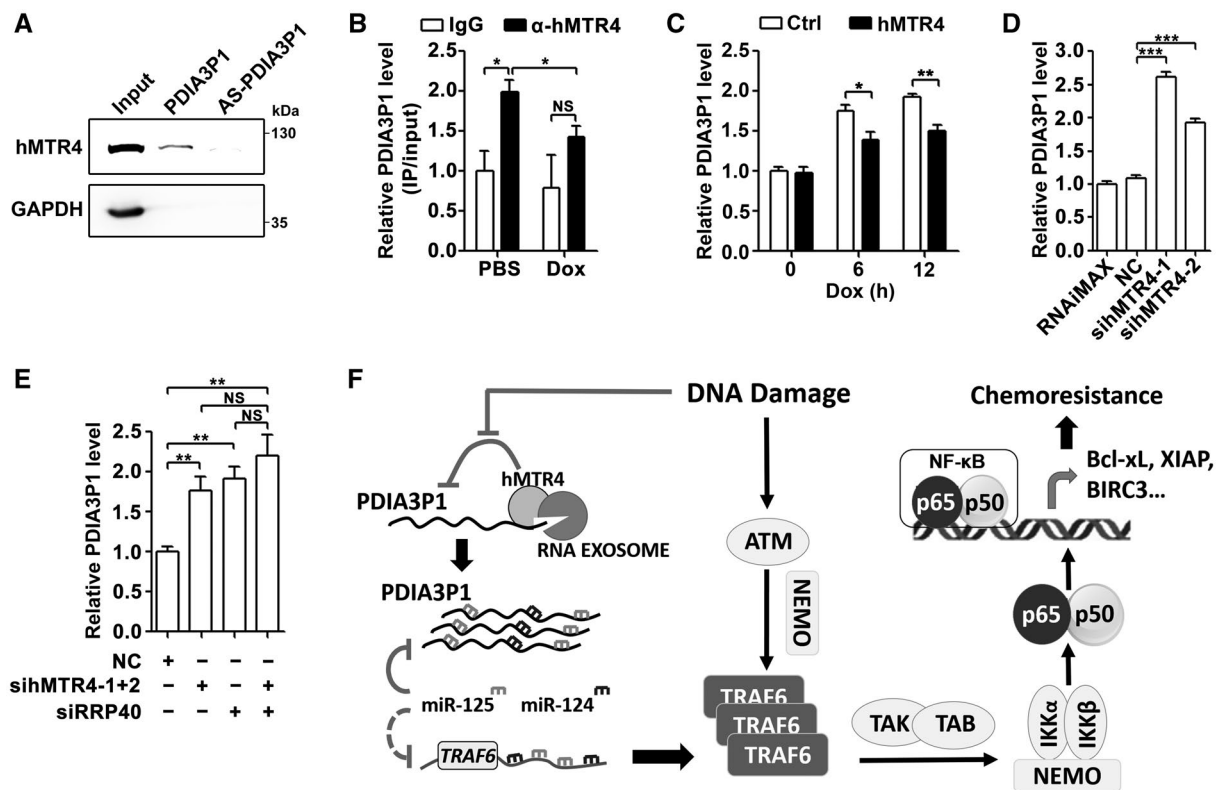 A
Input
PDIA3P1
AS-PDIA3P1
kDa
hMTR4
130
GAPDH
35
B
IgG α-hMTR4
Relative PDIA3P1 level
(IP/input)
2.5
2.0
1.5
1.0
0.5
0.0
* *
NS
PBS Dox
C
Ctrl hMTR4
Relative PDIA3P1 level
2.5
2.0
1.5
1.0
0.5
0.0
* **
0 6 12
Dox (h)
D
Relative PDIA3P1 level
3.0
2.5
2.0
1.5
1.0
0.5
0.0
***
***
RNAiMAX
NC
sihMTR4-1
sihMTR4-2
E
Relative PDIA3P1 level
2.5
2.0
1.5
1.0
0.5
0.0
**
NS
NS
**
**
NC + − − −
sihMTR4-1+2 − + − +
siRRP40 − − + +
F
DNA Damage
hMTR4
PDIA3P1
RNA EXOSOME
PDIA3P1
miR-125 miR-124
TRAF6
ATM
NEMO
TRAF6
TRAF6
TRAF6
TAK TAB
IKKα IKKβ
NEMO
p65 p50
NF-κB
p65 p50
Bcl-xL, XIAP,
BIRC3...
Chemoresistance